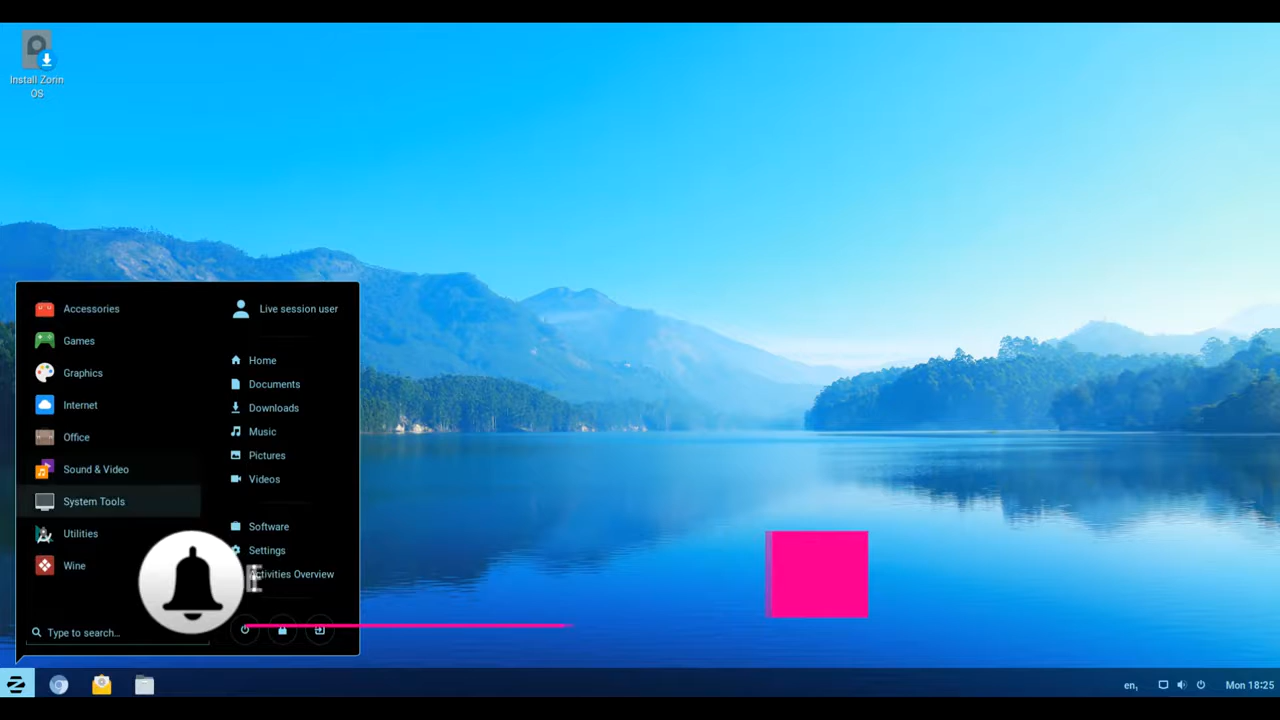 Install Zorin
OS
Accessories
Games
Graphics
Internet
Office
Sound & Video
System Tools
Utilities
Wine
Type to search...
Live session user
Home
Documents
Downloads
Music
Pictures
Videos
Software
Settings
Activities Overview
en,
Mon 18:25